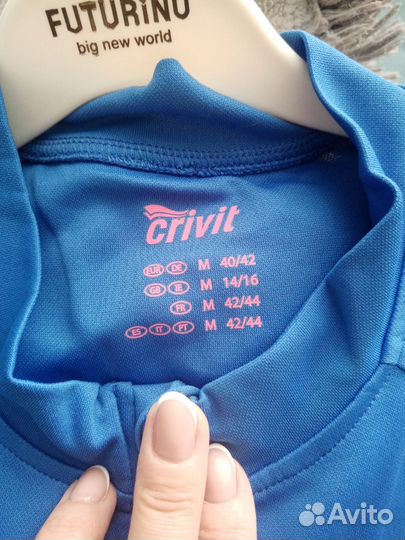 FUTURINO
big new world
crivit
EUR DE M 40/42
GB IE M 14/16
FR M 42/44
ES IT PT M 42/44
Avito